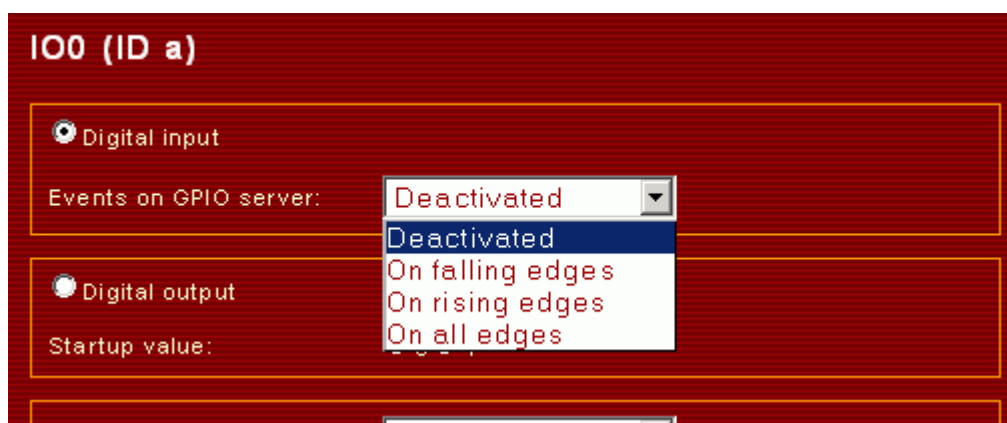 IO0 (ID a)
Digital input
Events on GPIO server: Deactivated
Deactivated
On falling edges
On rising edges
On all edges
Digital output
Startup value: